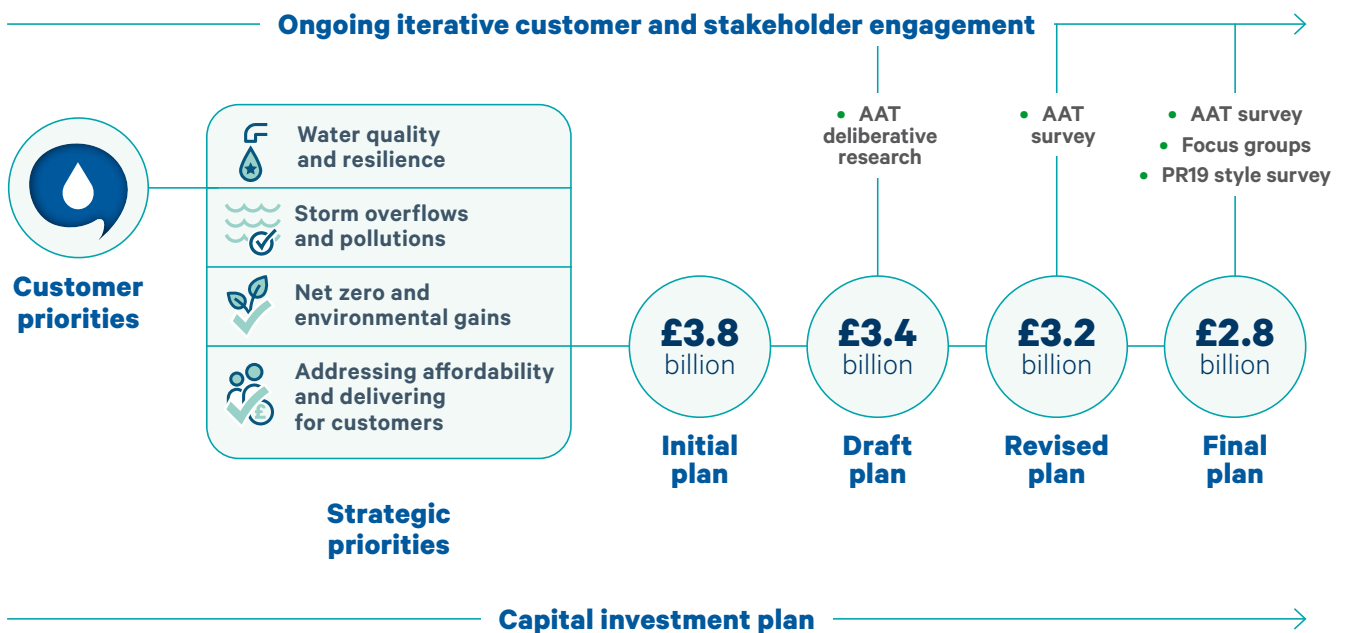 Ongoing iterative customer and stakeholder engagement
• AAT
deliberative
research
• AAT
survey
• AAT survey
• Focus groups
• PR19 style survey
Customer
priorities
Water quality
and resilience
Storm overflows
and pollutions
Net zero and
environmental gains
Addressing affordability
and delivering
for customers
£
Strategic
priorities
£3.8
billion
Initial
plan
£3.4
billion
Draft
plan
£3.2
billion
Revised
plan
£2.8
billion
Final
plan
Capital investment plan